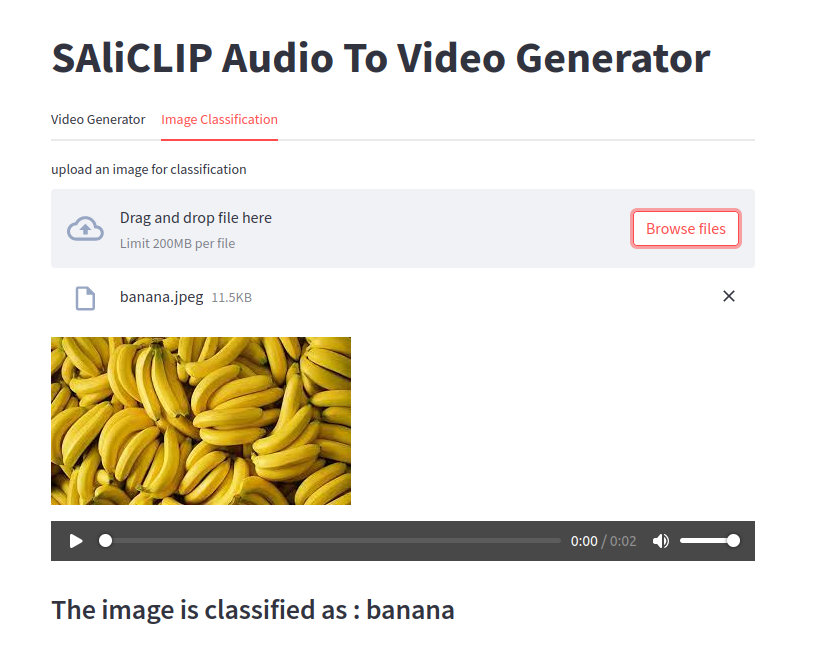 SAliCLIP Audio To Video Generator
Video Generator Image Classification
upload an image for classification
Drag and drop file here
Limit 200MB per file
Browse files
banana.jpeg 11.5KB
0:00 / 0:02
The image is classified as : banana